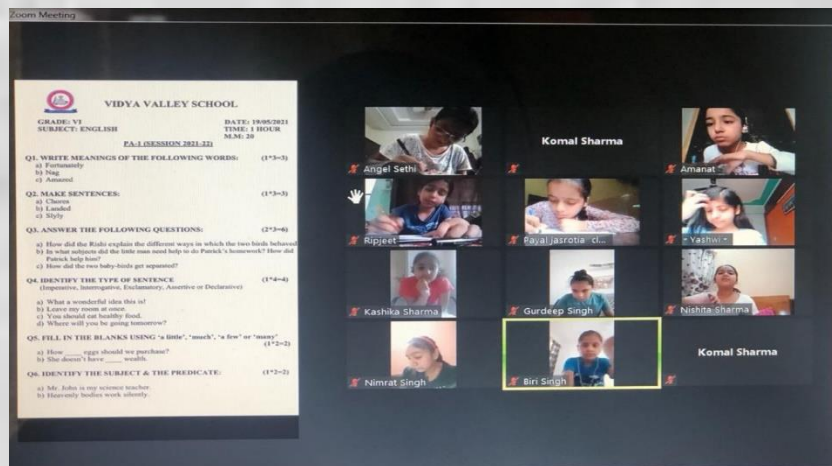 Zoom Meeting
VIDYA VALLEY SCHOOL
GRADE: VI DATE: 19/05/2021
SUBJECT: ENGLISH TIME: 1 HOUR
M.M: 20
PA-1 (SESSION 2021-22)
Q1. WRITE MEANINGS OF THE FOLLOWING WORDS: (1*3=3)
a) Fortunately
b) Nag
c) Amazed
Q2. MAKE SENTENCES: (1*3=3)
a) Chores
b) Landed
c) Slyly
Q3. ANSWER THE FOLLOWING QUESTIONS: (2*3=6)
a) How did the Rishi explain the different ways in which the two birds behaved
b) In what subjects did the little man need help to do Patrick's homework? How did
Patrick help him?
c) How did the two baby-birds get separated?
Q4. IDENTIFY THE TYPE OF SENTENCE (1*4=4)
(Imperative, Interrogative, Exclamatory, Assertive or Declarative)
a) What a wonderful idea this is!
b) Leave my room at once.
c) You should eat healthy food.
d) Where will you be going tomorrow?
Q5. FILL IN THE BLANKS USING 'a little', 'much', 'a few' or 'many'
(1*2=2)
a) How ____ eggs should we purchase?
b) She doesn't have ____ wealth.
Q6. IDENTIFY THE SUBJECT & THE PREDICATE: (1*2=2)
a) Mr. John is my science teacher.
b) Heavenly bodies work silently.
Angel Sethi
Komal Sharma
Amanat
Ripjeet
Payal jasrotia- cl...
- Yashwi -
Kashika Sharma
Gurdeep Singh
Nishita Sharma
Nimrat Singh
Biri Singh
Komal Sharma